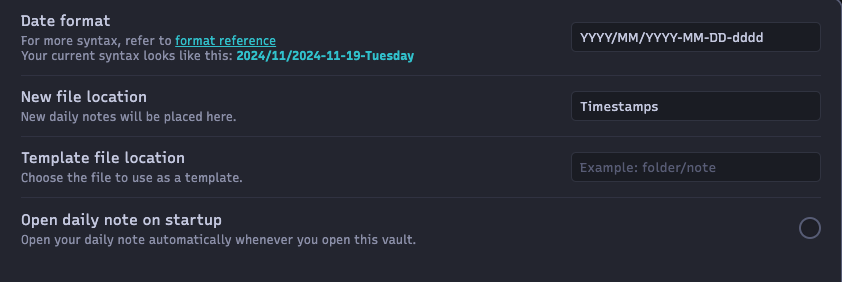 Date format
For more syntax, refer to format reference
Your current syntax looks like this: 2024/11/2024-11-19-Tuesday
YYYY/MM/YYYY-MM-DD-dddd
New file location
New daily notes will be placed here.
Timestamps
Template file location
Choose the file to use as a template.
Example: folder/note
Open daily note on startup
Open your daily note automatically whenever you open this vault.